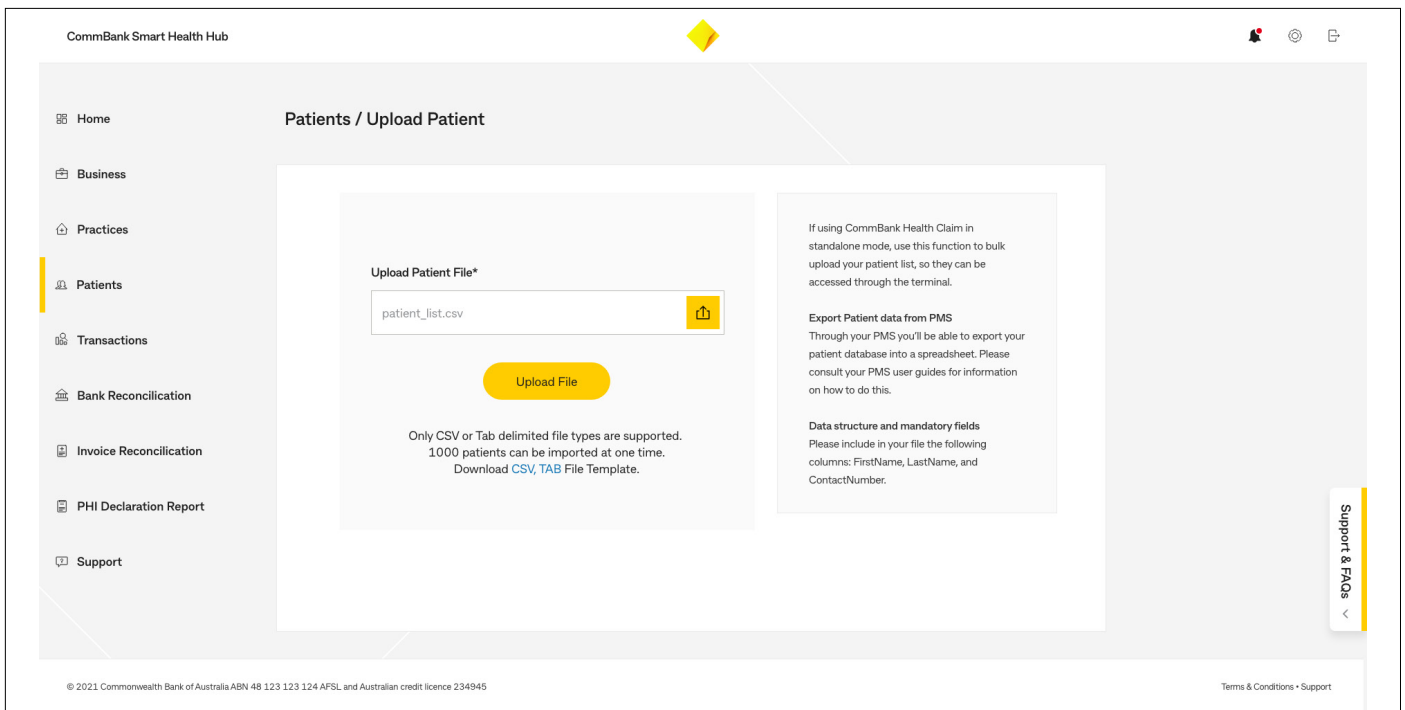 CommBank Smart Health Hub
Home
Business
Practices
Patients
Transactions
Bank Reconcilication
Invoice Reconcilication
PHI Declaration Report
Support
Patients / Upload Patient
Upload Patient File*
patient_list.csv
Upload File
Only CSV or Tab delimited file types are supported.
1000 patients can be imported at one time.
Download CSV, TAB File Template.
If using CommBank Health Claim in
standalone mode, use this function to bulk
upload your patient list, so they can be
accessed through the terminal.
Export Patient data from PMS
Through your PMS you'll be able to export your
patient database into a spreadsheet. Please
consult your PMS user guides for information
on how to do this.
Data structure and mandatory fields
Please include in your file the following
columns: FirstName, LastName, and
ContactNumber.
Support & FAQs
© 2021 Commonwealth Bank of Australia ABN 48 123 123 124 AFSL and Australian credit licence 234945
Terms & Conditions • Support